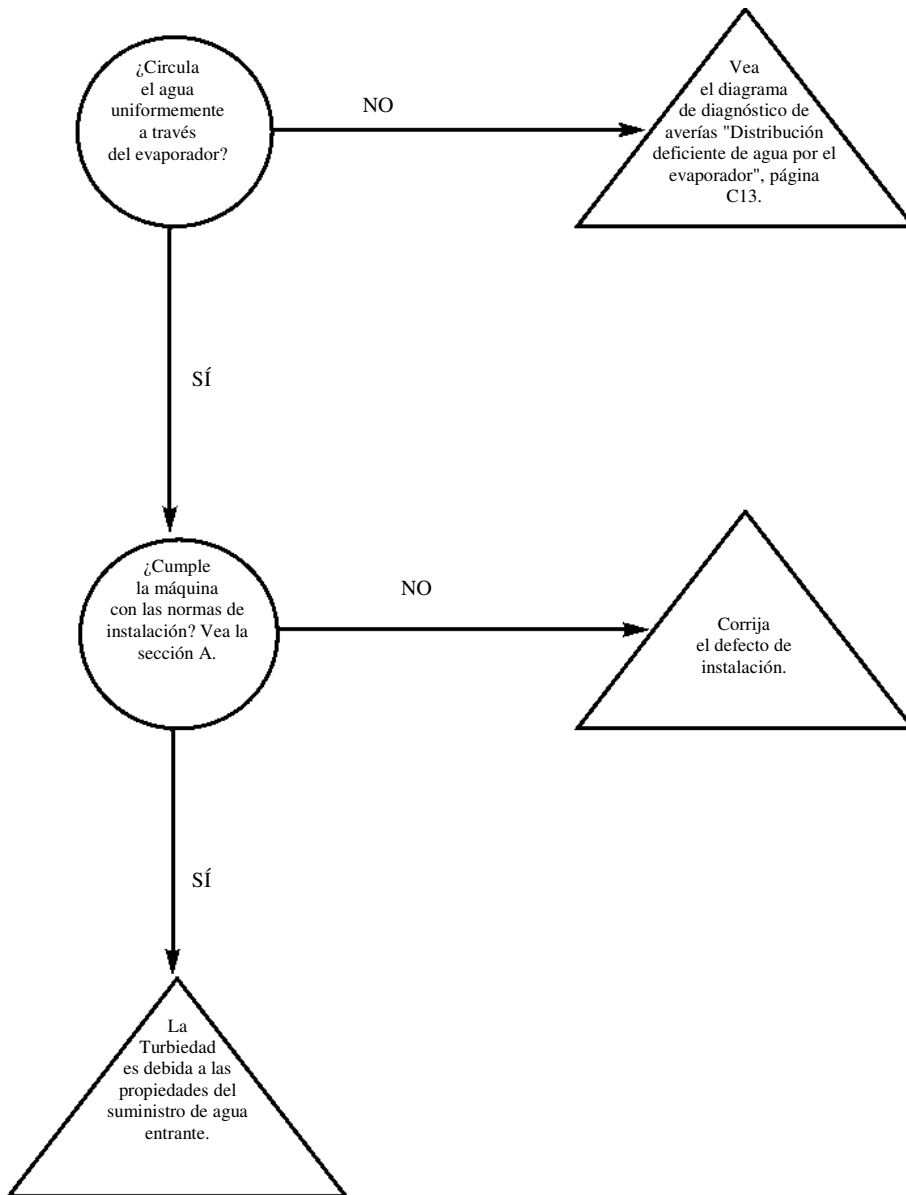 ¿Circula
el agua
uniformemente
a través
del evaporador?
NO
Vea
el diagrama
de diagnóstico de
averías "Distribución
deficiente de agua por el
evaporador", página
C13.
SÍ
¿Cumple
la máquina
con las normas de
instalación? Vea la
sección A.
NO
Corrija
el defecto de
instalación.
SÍ
La
Turbiedad
es debida a las
propiedades del
suministro de agua
entrante.